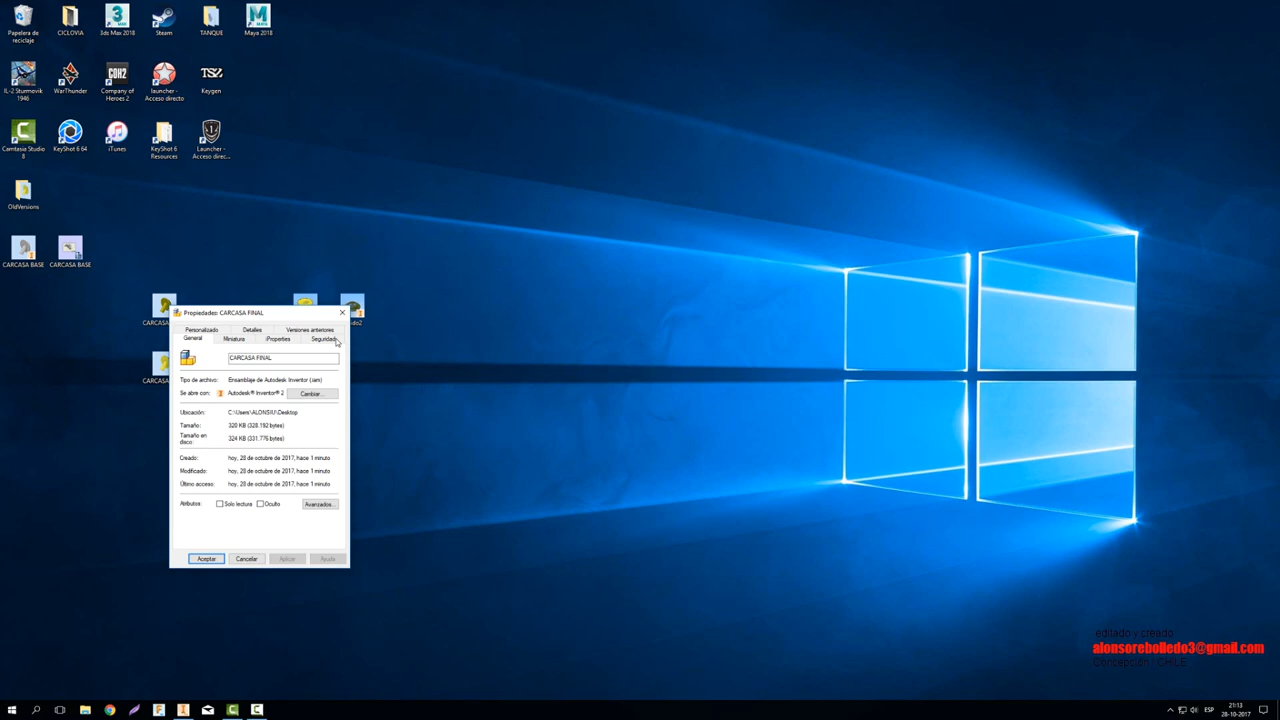 Papelera de
reciclaje
CICLOVIA
3ds Max 2018
Steam
TANQUE
Maya 2018
IL-2 Sturmovik
1946
WarThunder
COH2
Company of
Heroes 2
launcher -
Acceso directo
Keygen
Camtasia Studio
8
KeyShot 6 64
iTunes
KeyShot 6
Resources
Launcher -
Acceso direc...
OldVersions
CARCASA BASE
CARCASA BASE
Propiedades: CARCASA FINAL
Personalizado
Detalles
Versiones anteriores
General
Miniatura
iProperties
Seguridad
CARCASA FINAL
Tipo de archivo:
Ensamblaje de Autodesk Inventor (.iam)
Se abre con:
Autodesk® Inventor® 2
Cambiar...
Ubicación:
C:\Users\ALONSIU\Desktop
Tamaño:
320 KB (328.192 bytes)
Tamaño en
disco:
324 KB (331.776 bytes)
Creado:
hoy, 28 de octubre de 2017, hace 1 minuto
Modificado:
hoy, 28 de octubre de 2017, hace 1 minuto
Último acceso:
hoy, 28 de octubre de 2017, hace 1 minuto
Atributos:
Solo lectura
Oculto
Avanzados...
Aceptar
Cancelar
Aplicar
Ayuda
editado y creado
alonsorebolledo3@gmail.com
Concepción / CHILE
ESP
21:13
28-10-2017